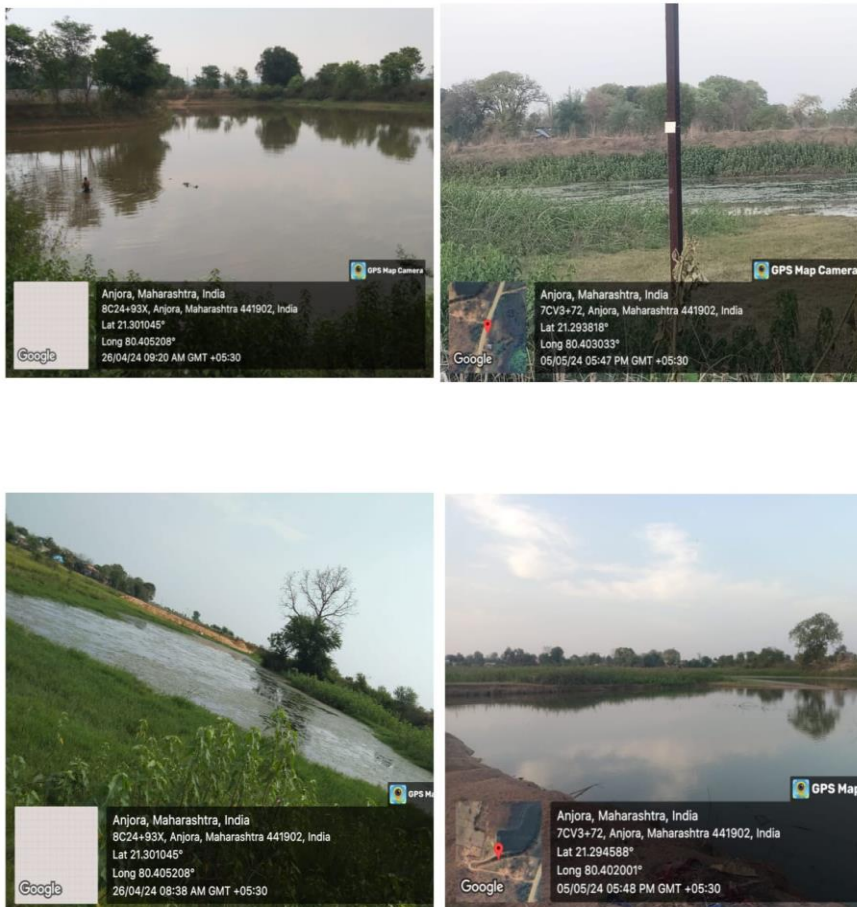 GPS Map Camera
Google
Anjora, Maharashtra, India
8C24+93X, Anjora, Maharashtra 441902, India
Lat 21.301045°
Long 80.405208°
26/04/24 09:20 AM GMT +05:30
GPS Map Camera
Google
Anjora, Maharashtra, India
7CV3+72, Anjora, Maharashtra 441902, India
Lat 21.293818°
Long 80.403033°
05/05/24 05:47 PM GMT +05:30
GPS Ma
Google
Anjora, Maharashtra, India
8C24+93X, Anjora, Maharashtra 441902, India
Lat 21.301045°
Long 80.405208°
26/04/24 08:38 AM GMT +05:30
GPS Map
Google
Anjora, Maharashtra, India
7CV3+72, Anjora, Maharashtra 441902, India
Lat 21.294588°
Long 80.402001°
05/05/24 05:48 PM GMT +05:30